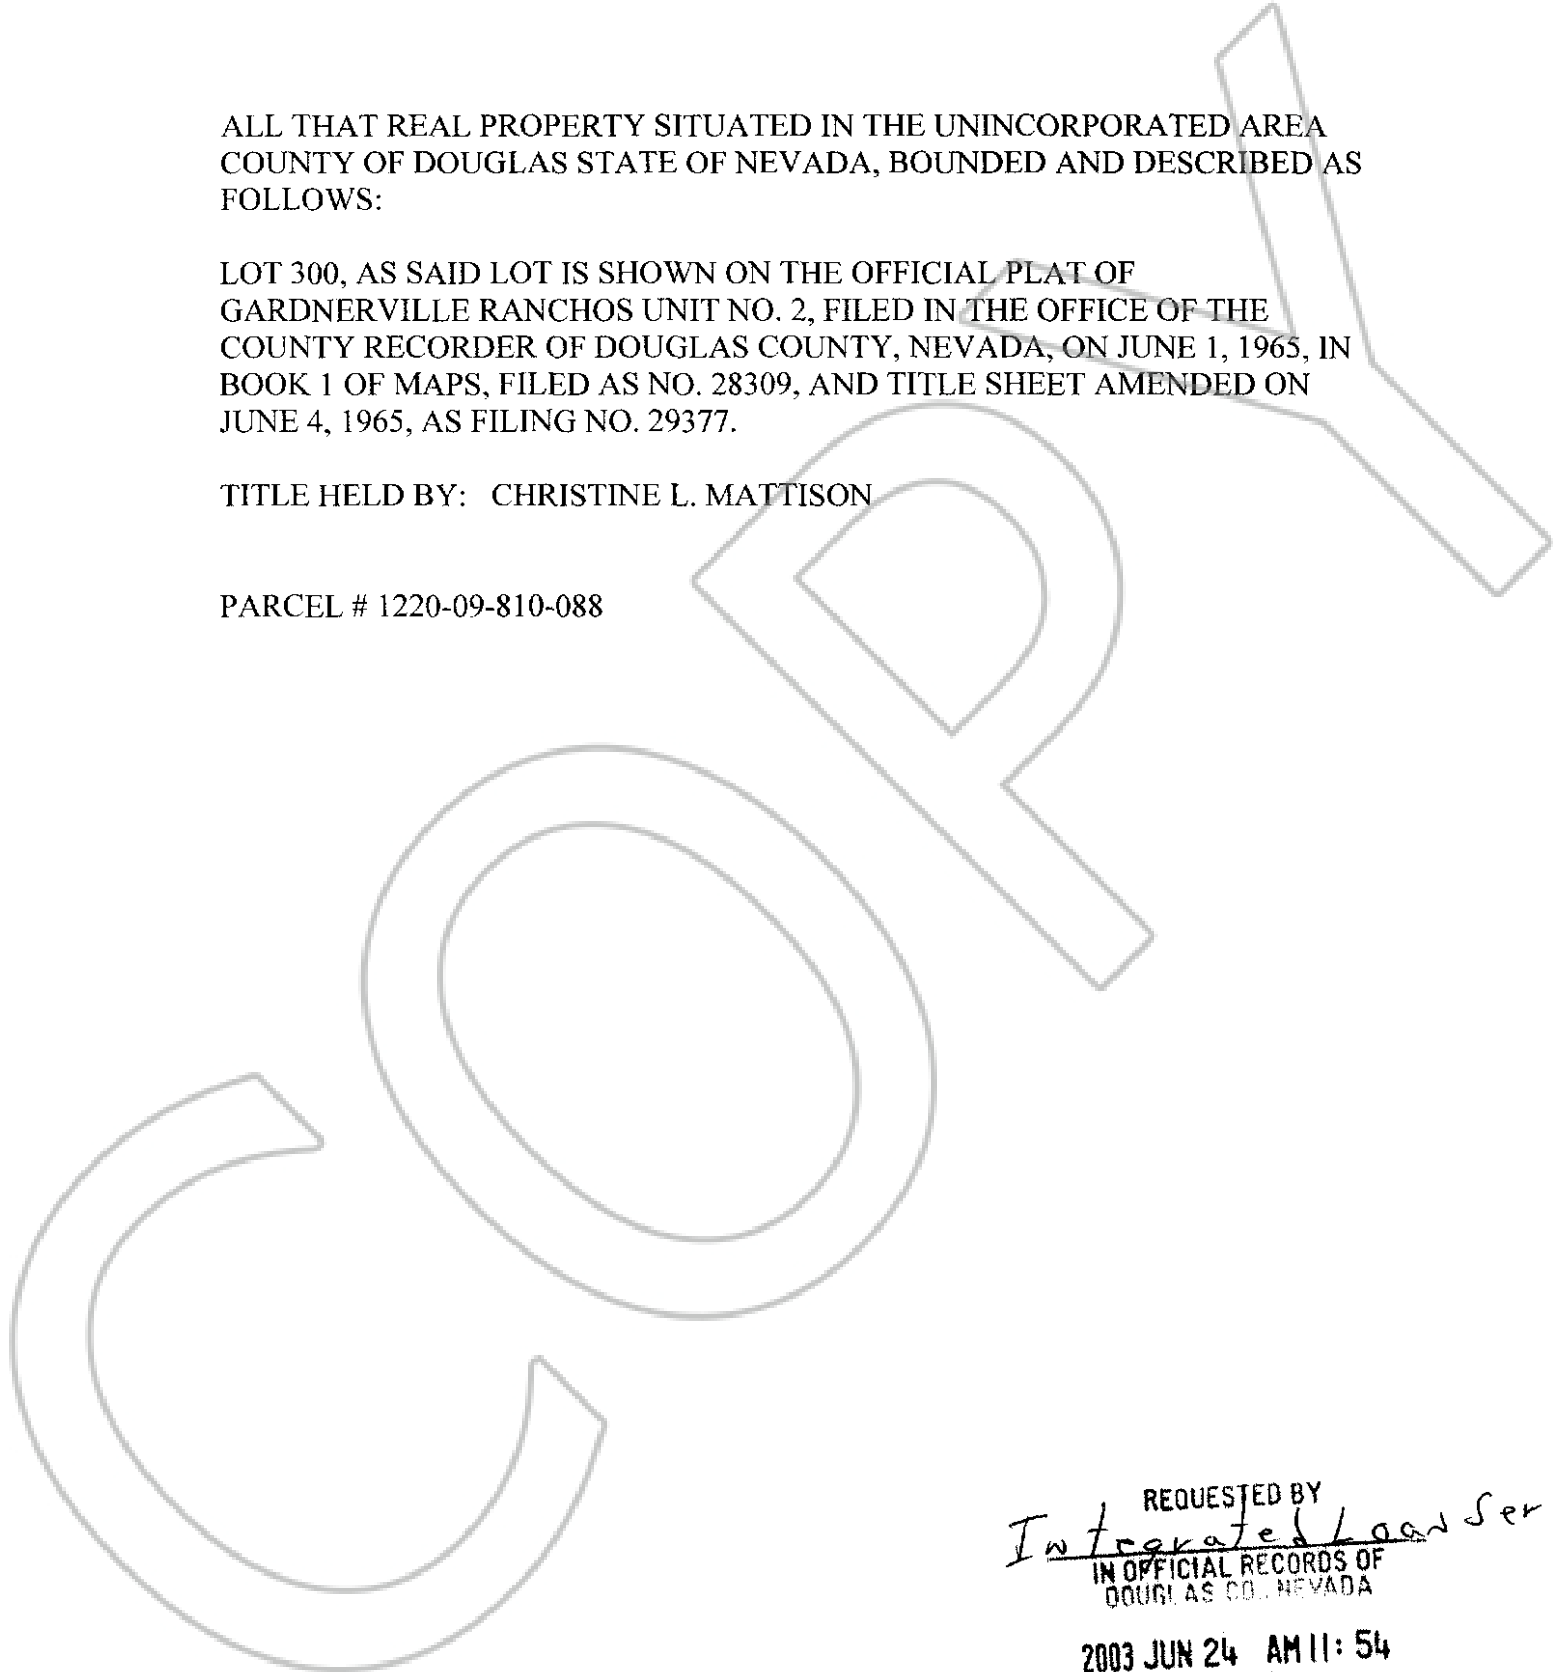 ALL THAT REAL PROPERTY SITUATED IN THE UNINCORPORATED AREA
COUNTY OF DOUGLAS STATE OF NEVADA, BOUNDED AND DESCRIBED AS
FOLLOWS:
LOT 300, AS SAID LOT IS SHOWN ON THE OFFICIAL PLAT OF
GARDNERVILLE RANCHOS UNIT NO. 2, FILED IN THE OFFICE OF THE
COUNTY RECORDER OF DOUGLAS COUNTY, NEVADA, ON JUNE 1, 1965, IN
BOOK 1 OF MAPS, FILED AS NO. 28309, AND TITLE SHEET AMENDED ON
JUNE 4, 1965, AS FILING NO. 29377.
TITLE HELD BY: CHRISTINE L. MATTISON
PARCEL # 1220-09-810-088
COPY
REQUESTED BY
Integrated Loan Ser
IN OFFICIAL RECORDS OF
DOUGLAS CO., NEVADA
2003 JUN 24 AM 11: 54